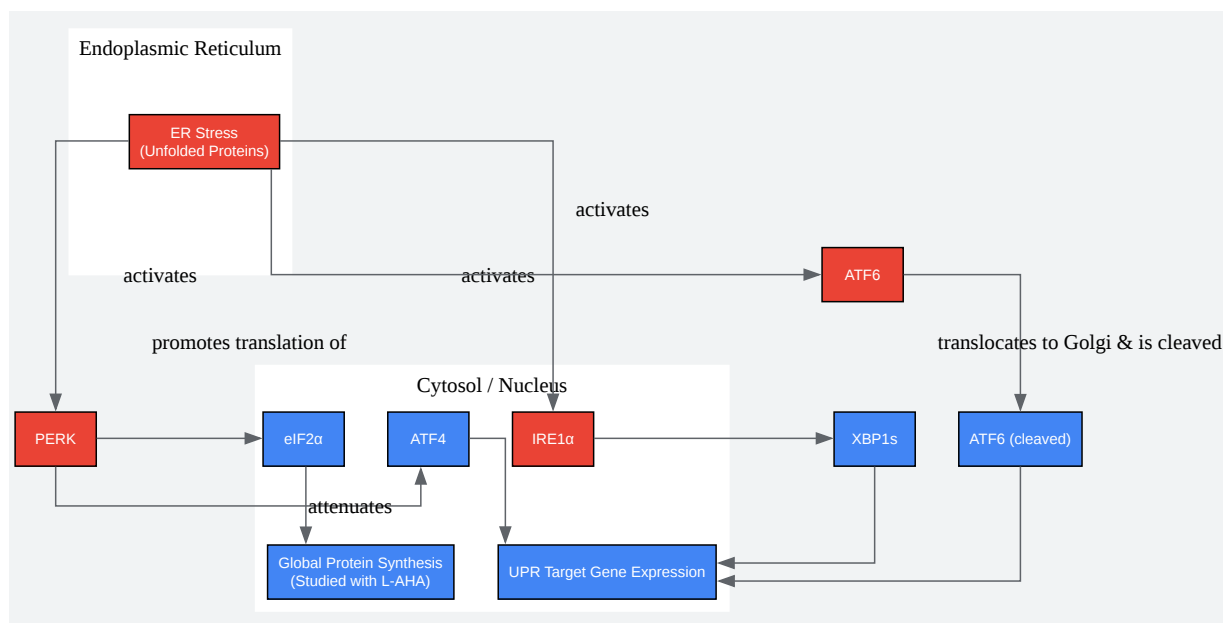 Endoplasmic Reticulum
ER Stress
(Unfolded Proteins)
activates
activates
activates
ATF6
promotes translation of
translocates to Golgi & is cleaved
Cytosol / Nucleus
PERK
eIF2α
ATF4
IRE1α
XBP1s
ATF6 (cleaved)
attenuates
Global Protein Synthesis
(Studied with L-AHA)
UPR Target Gene Expression